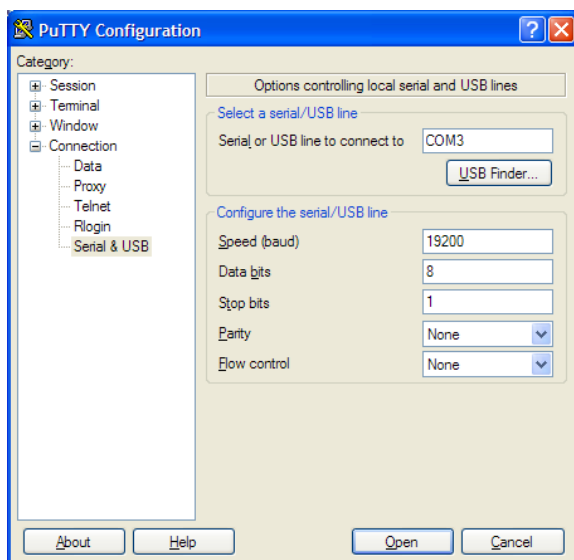 PuTTY Configuration
Category:
Session
Terminal
Window
Connection
Data
Proxy
Telnet
Rlogin
Serial & USB
Options controlling local serial and USB lines
Select a serial/USB line
Serial or USB line to connect to COM3
USB Finder...
Configure the serial/USB line
Speed (baud) 19200
Data bits 8
Stop bits 1
Parity None
Flow control None
About Help Open Cancel